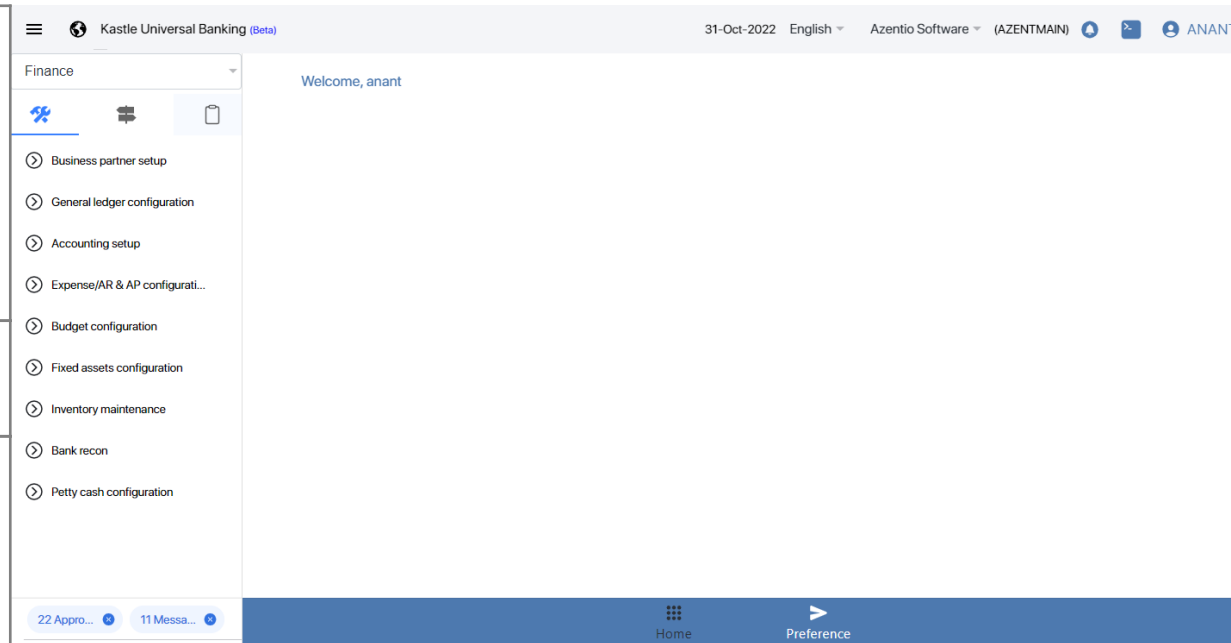 Kastle Universal Banking (Beta) 31-Oct-2022 English Azentio Software (AZENTMAIN) ANANT
Finance
Welcome, anant
Business partner setup
General ledger configuration
Accounting setup
Expense/AR & AP configurati...
Budget configuration
Fixed assets configuration
Inventory maintenance
Bank recon
Petty cash configuration
22 Appro... 11 Messa...
Home Preference